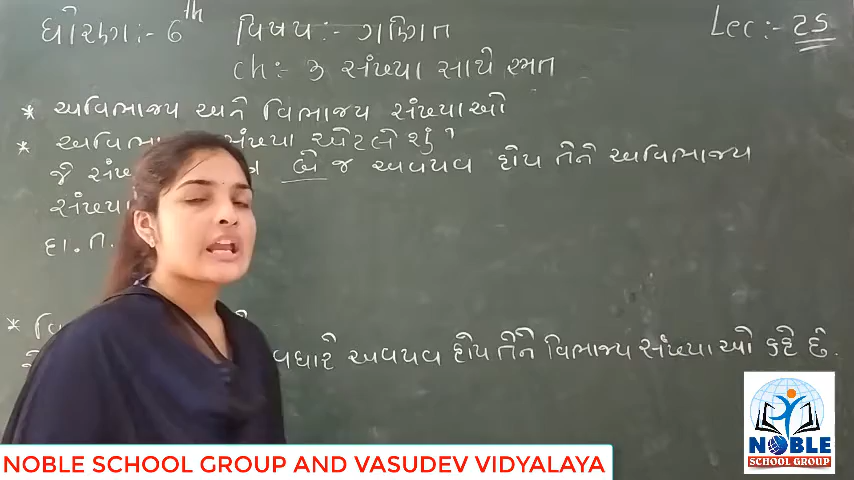 ધોરણ:- 6th વિષય:- ગણિત Lec:- 25
ch:- 3 સંખ્યા સાથે રમત
* અવિભાજ્ય અને વિભાજ્ય સંખ્યાઓ
* અવિભા સંખ્યા એટલે શું?
જે સંખ્ ત્ર બે જ અવયવ હોય તેને અવિભાજ્ય
સંખ્યા
દા.ત.
* વિ
વધારે અવયવ હોય તેને વિભાજ્ય સંખ્યાઓ કહે છે.
NOBLE
SCHOOL GROUP
NOBLE SCHOOL GROUP AND VASUDEV VIDYALAYA